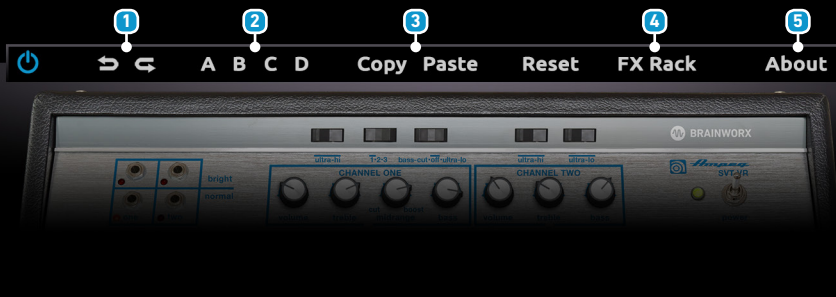 1 2 3 4 5
A B C D Copy Paste Reset FX Rack About
BRAINWORX
ultra-hi 1-2-3 bass-cut-off-ultra-lo ultra-hi ultra-lo
Ampeg
CHANNEL ONE CHANNEL TWO SVT-VR
bright
normal